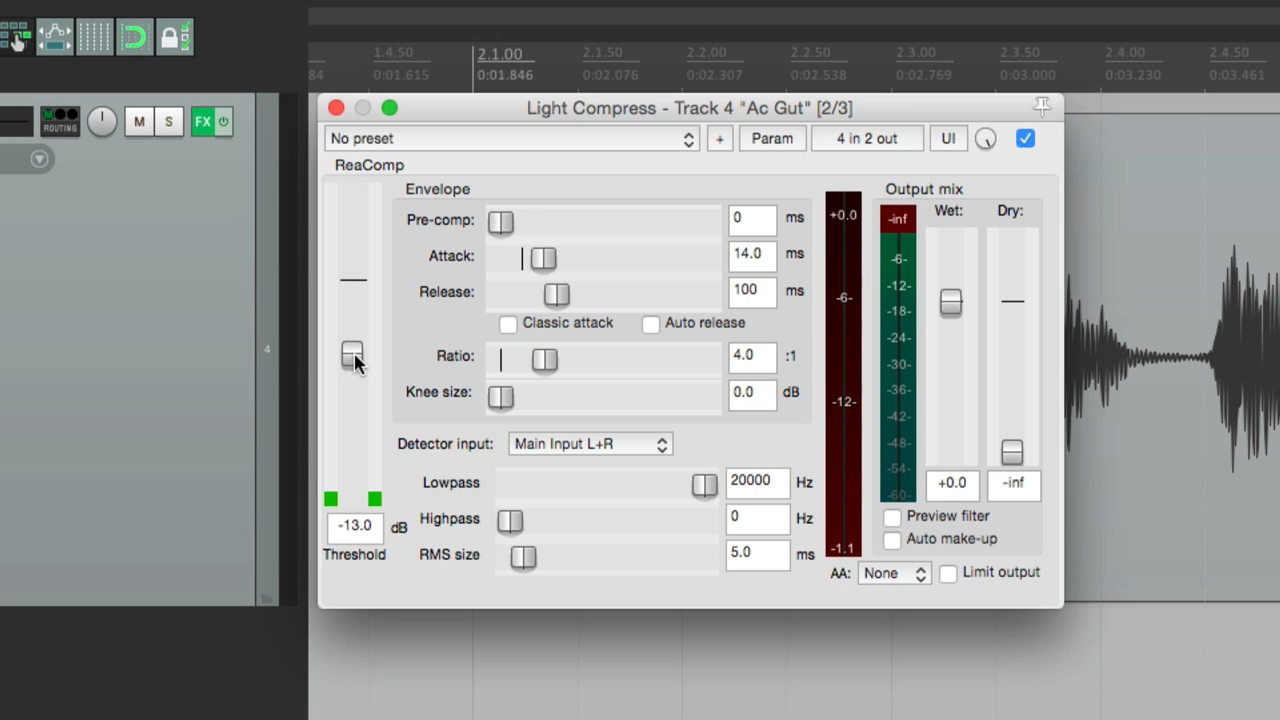 1.4.50 2.1.00 2.1.50 2.2.00 2.2.50 2.3.00 2.3.50 2.4.00 2.4.50
84 0:01.615 0:01.846 0:02.076 0:02.307 0:02.538 0:02.769 0:03.000 0:03.230 0:03.461
Light Compress - Track 4 "Ac Gut" [2/3]
M ROUTING M S FX
No preset + Param 4 in 2 out UI
ReaComp
Envelope
Pre-comp: 0 ms
Attack: 14.0 ms
Release: 100 ms
Classic attack Auto release
Ratio: 4.0 :1
Knee size: 0.0 dB
Detector input: Main Input L+R
Lowpass 20000 Hz
Highpass 0 Hz
RMS size 5.0 ms
-13.0 dB
Threshold
4
+0.0
-6-
-12-
-1.1
Output mix
Wet: Dry:
-inf
-6-
-12-
-18-
-24-
-30-
-36-
-42-
-48-
-54-
-60-
+0.0 -inf
Preview filter
Auto make-up
AA: None Limit output